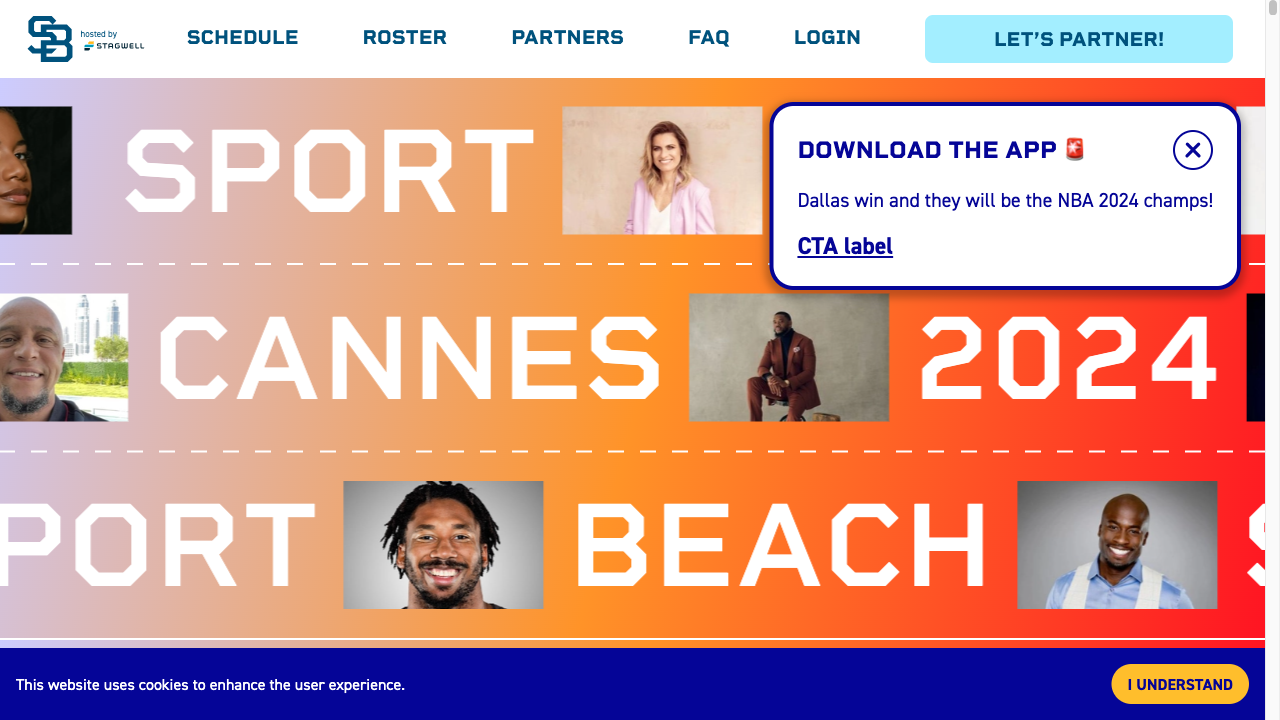 SB hosted by
STAGWELL
SCHEDULE ROSTER PARTNERS FAQ LOGIN LET'S PARTNER!
SPORT
DOWNLOAD THE APP 🚨
Dallas win and they will be the NBA 2024 champs!
CTA label
CANNES 2024
PORT BEACH S
This website uses cookies to enhance the user experience. I UNDERSTAND